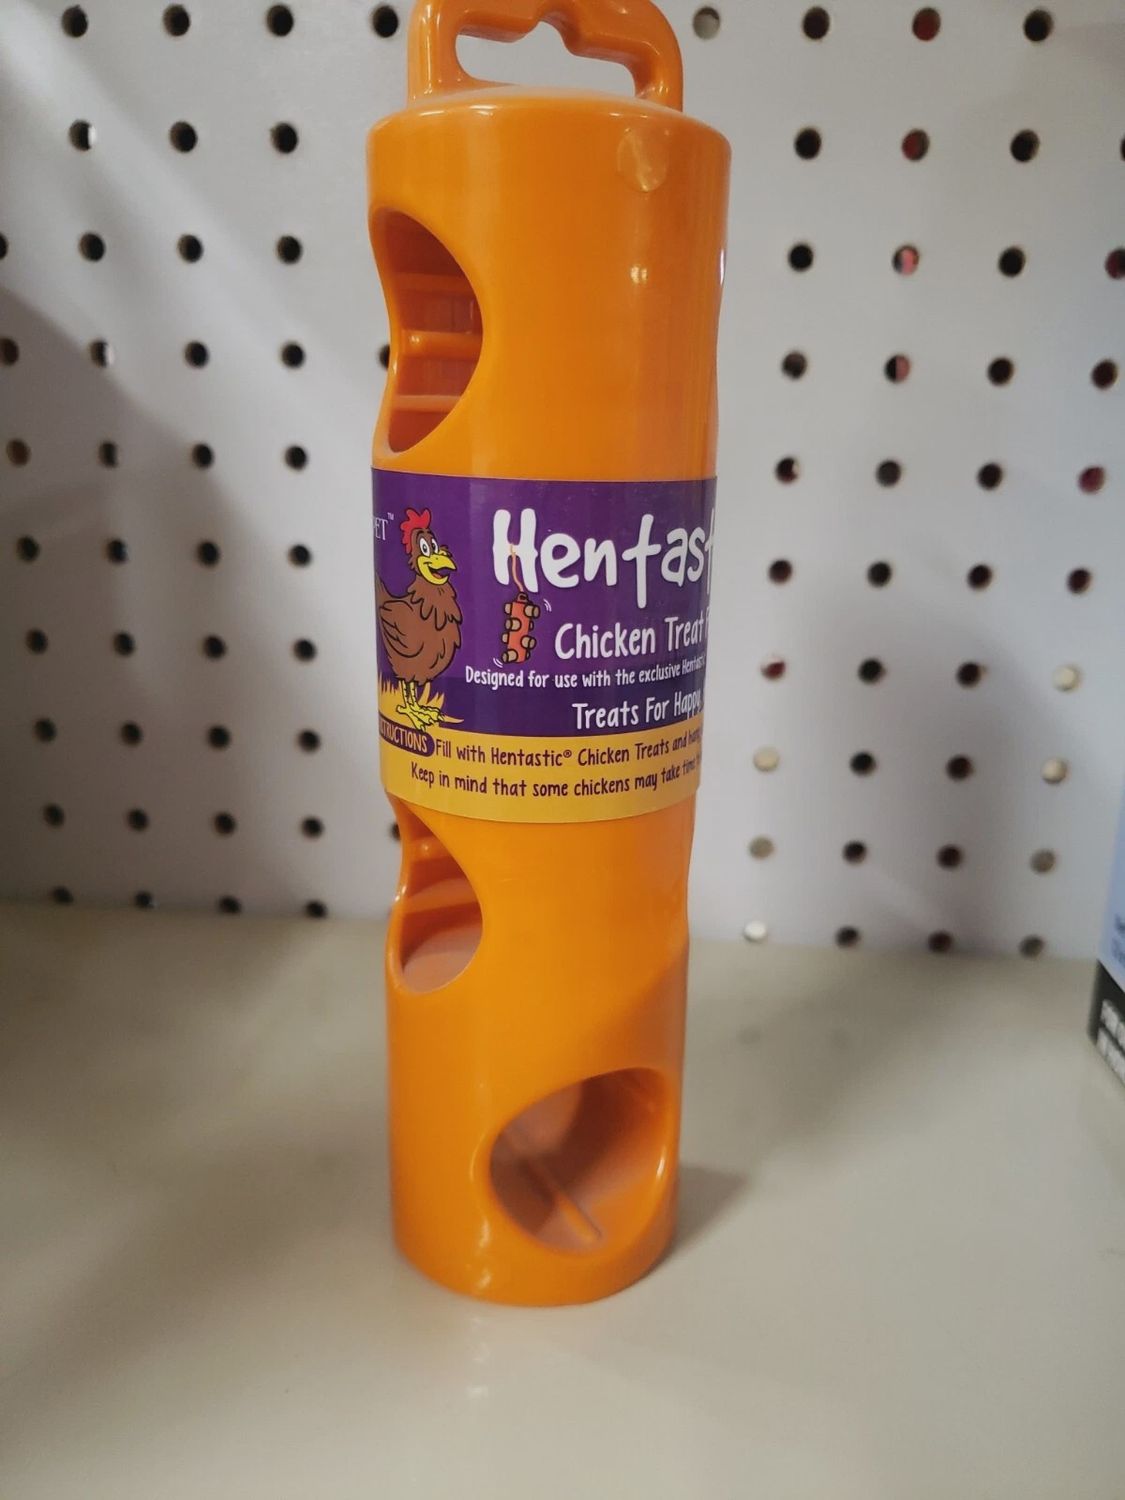 Hentast
Chicken Treat
Designed for use with the exclusive Hentastic
Treats For Happy
Fill with Hentastic® Chicken Treats and
Keep in mind that some chickens may take time